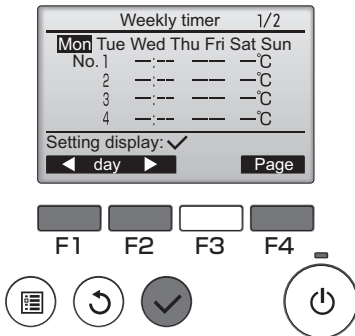 Weekly timer 1/2
Mon Tue Wed Thu Fri Sat Sun
No. 1 –:-- –– –℃
2 –:-- –– –℃
3 –:-- –– –℃
4 –:-- –– –℃
Setting display: ✓
◀ day ▶ Page
F1 F2 F3 F4